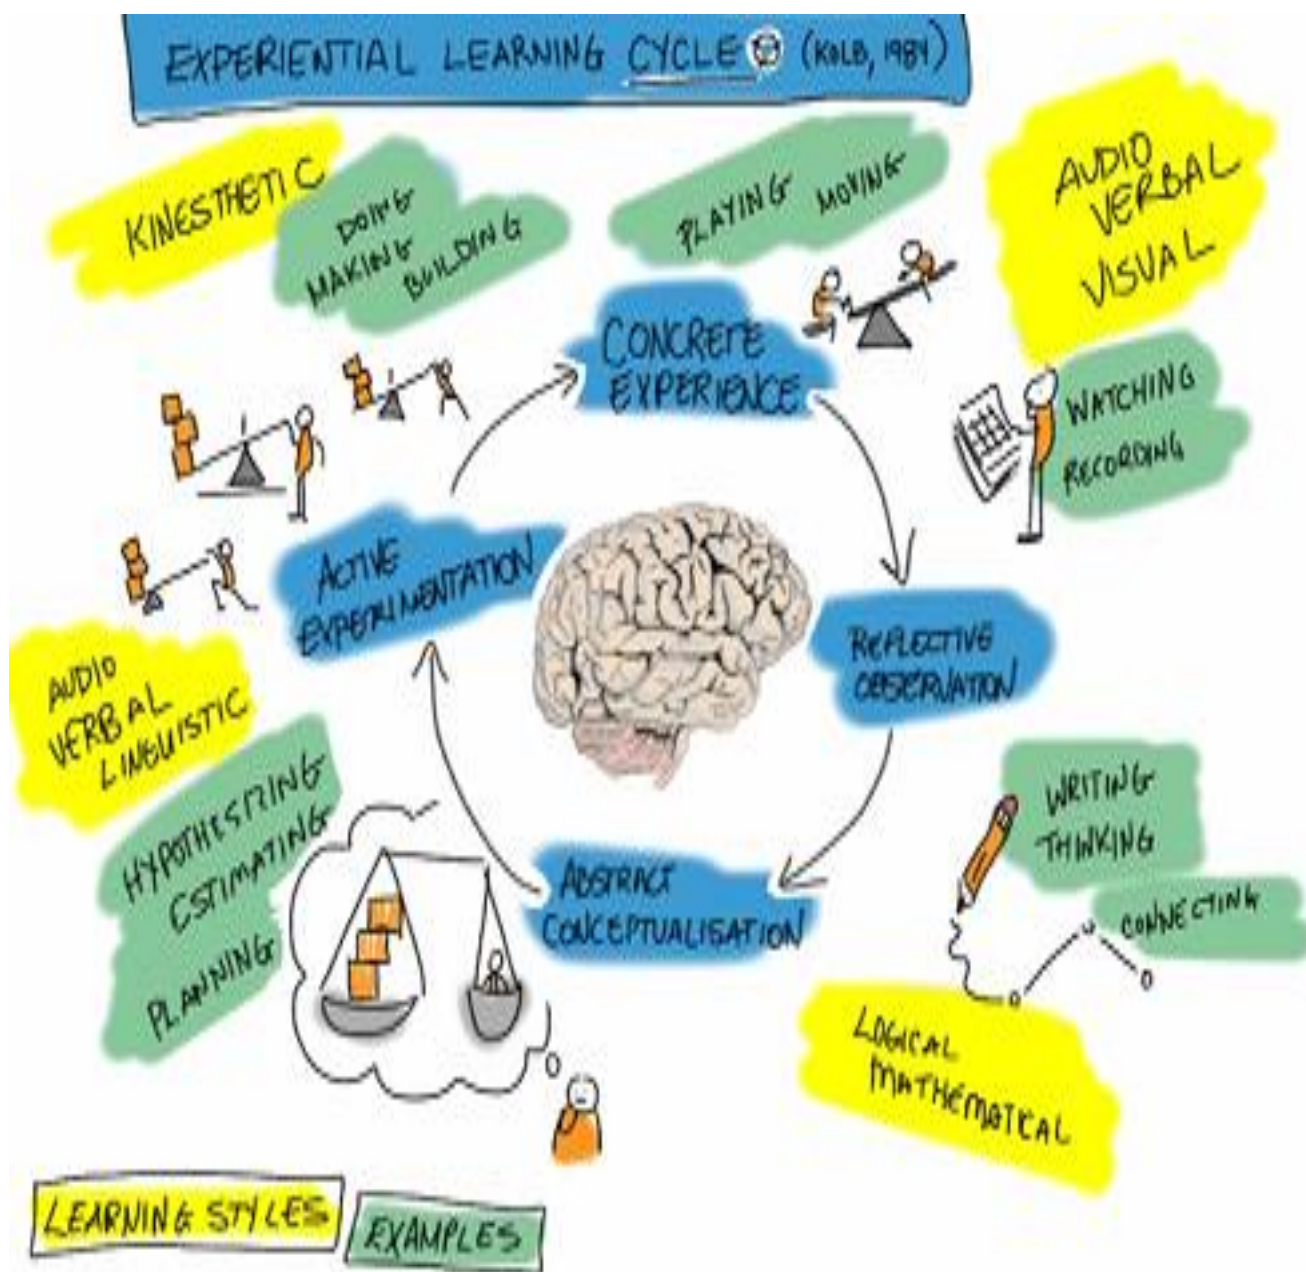 EXPERIENTIAL LEARNING CYCLE (KOLB, 1984)
KINESTHETIC
DOING
MAKING
BUILDING
PLAYING MOVING
AUDIO
VERBAL
VISUAL
CONCRETE
EXPERIENCE
WATCHING
RECORDING
ACTIVE
EXPERIMENTATION
REFLECTIVE
OBSERVATION
AUDIO
VERBAL
LINGUISTIC
HYPOTHESIZING
ESTIMATING
PLANNING
WRITING
THINKING
CONNECTING
ABSTRACT
CONCEPTUALISATION
LOGICAL
MATHEMATICAL
LEARNING STYLES
EXAMPLES